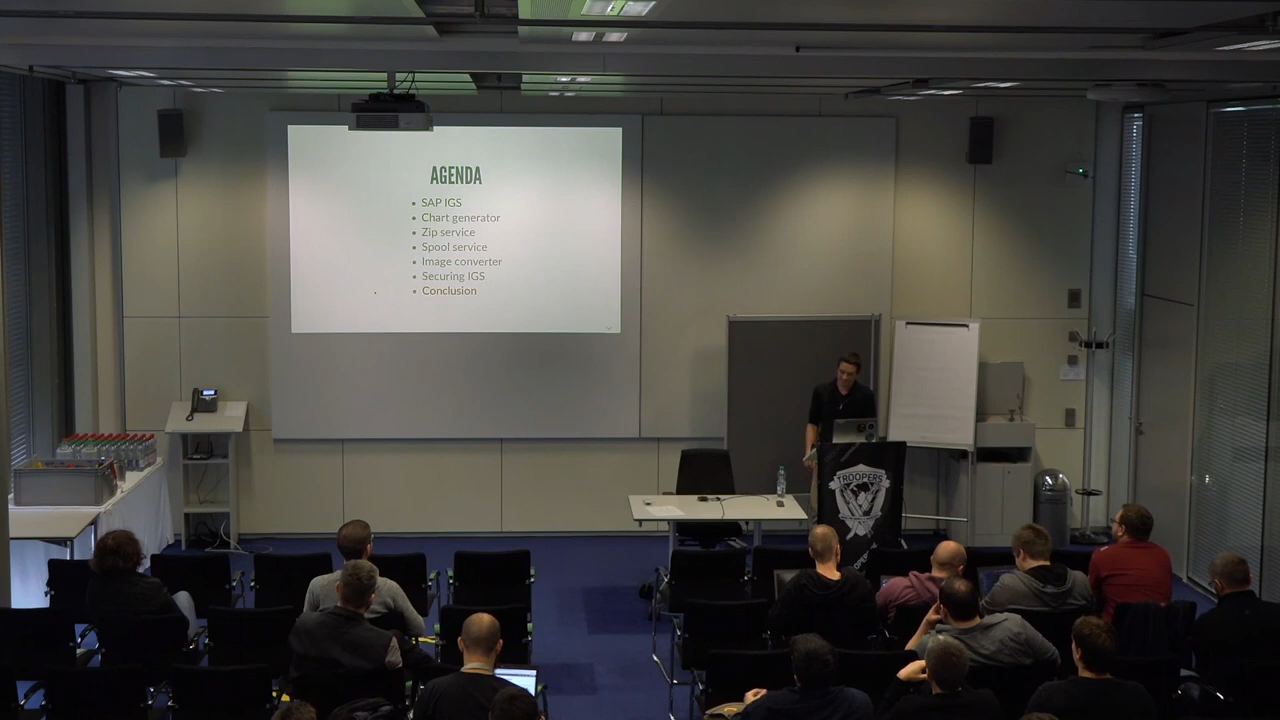 AGENDA
SAP IGS
Chart generator
Zip service
Spool service
Image converter
Securing IGS
Conclusion
TROOPERS